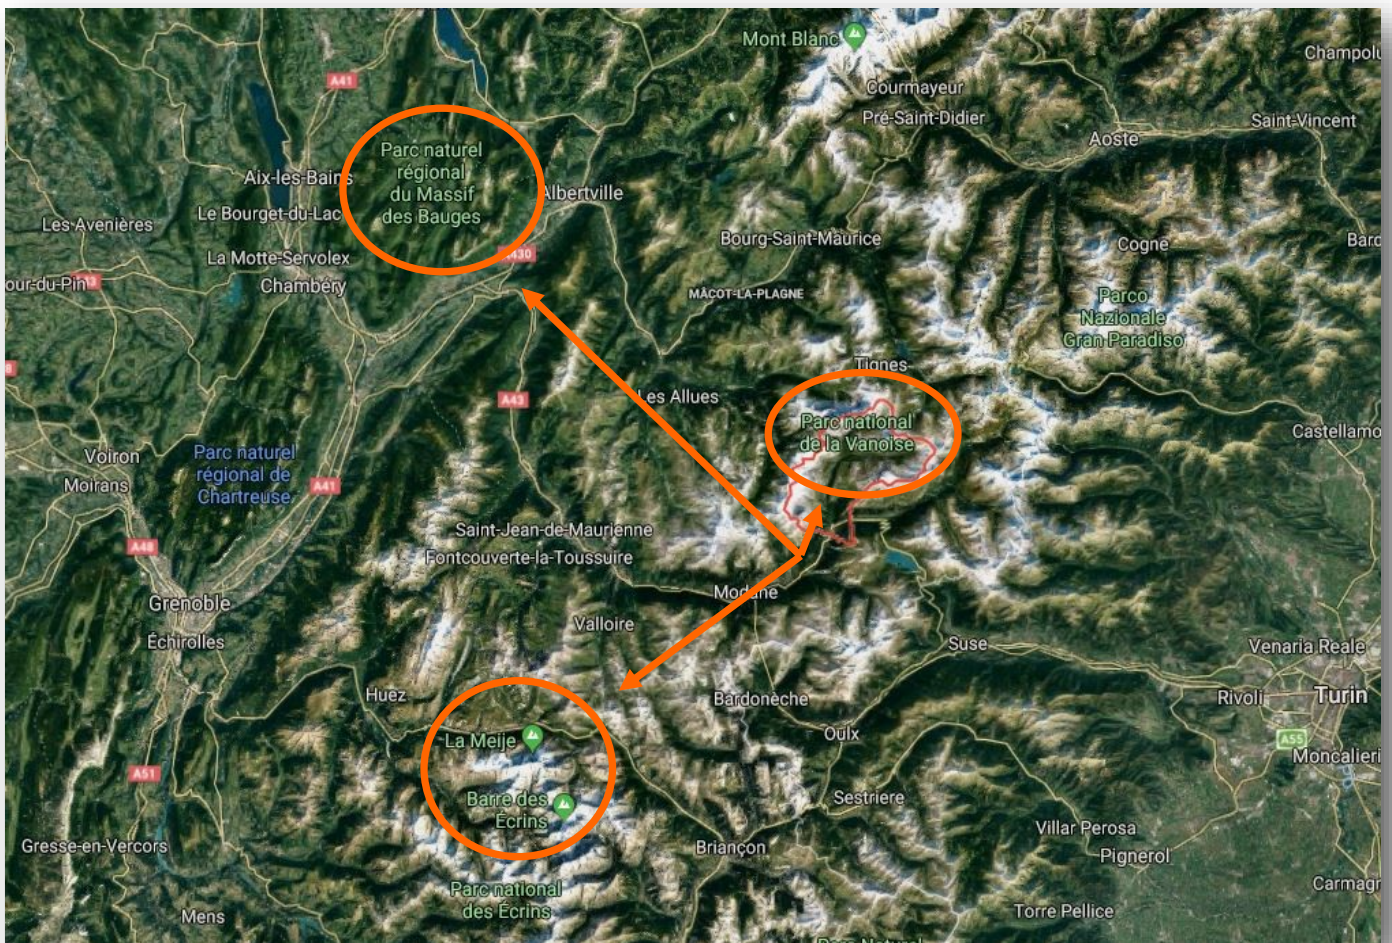 Mont Blanc
Champolu
A41
Courmayeur
Pré-Saint-Didier
Saint-Vincent
Aoste
Parc naturel
régional
du Massif
des Bauges
Aix-les-Bains
Albertville
Le Bourget-du-Lac
Les Avenières
Bourg-Saint-Maurice
Cogne
Bard
La Motte-Servolex
A430
our-du-Pin
Chambéry
MÂCOT-LA-PLAGNE
Parco
Nazionale
Gran Paradiso
Tignes
Les Allues
A43
Parc national
de la Vanoise
Castellamo
Voiron
Moirans
Parc naturel
régional de
Chartreuse
A41
Saint-Jean-de-Maurienne
Fontcouverte-la-Toussuire
A48
Grenoble
Modane
Échirolles
Valloire
Suse
Venaria Reale
Huez
Bardonèche
Rivoli
Turin
La Meije
Oulx
A55
Moncalieri
A51
Barre des
Écrins
Sestriere
Gresse-en-Vercors
Briançon
Villar Perosa
Pignerol
Parc national
des Écrins
Carmagn
Mens
Torre Pellice